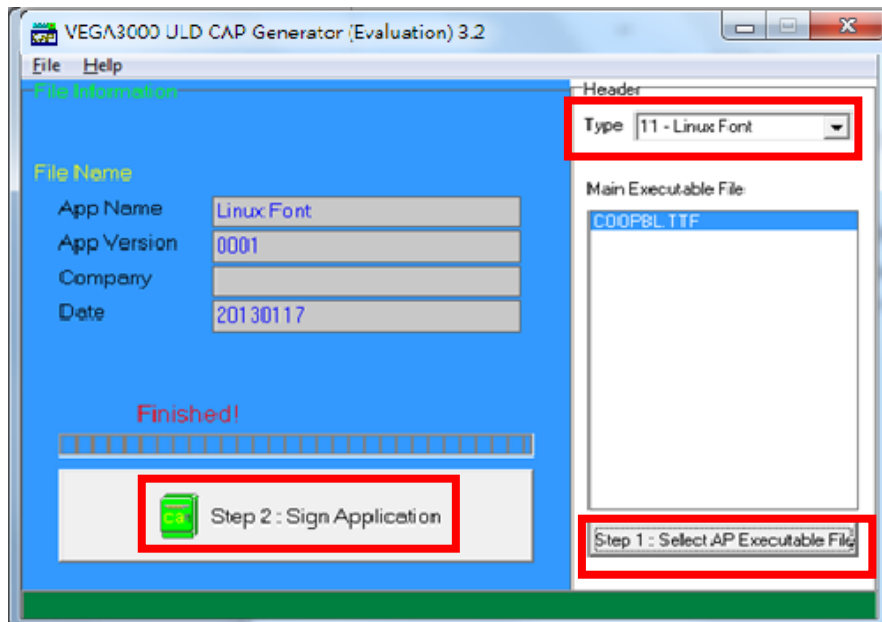 VEGA3000 ULD CAP Generator (Evaluation) 3.2
File Help
File Information
File Name
App Name Linux Font
App Version 0001
Company
Date 20130117
Finished!
Step 2 : Sign Application
Header
Type 11 - Linux Font
Main Executable File
COOPBL.TTF
Step 1 : Select AP Executable File